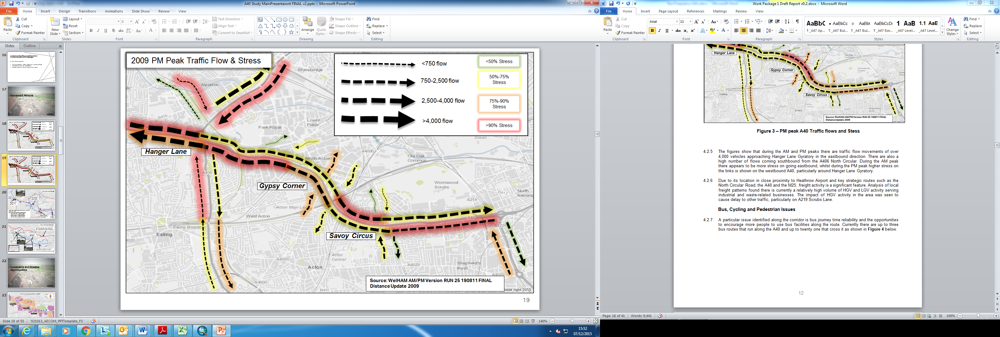 A40 Study MainPresentaiont FINAL v2.pptx - Microsoft PowerPoint
File Home Insert Design Transitions Animations Slide Show Review View
Paste
Cut
Copy
Format Painter
Clipboard
New
Slide
Layout
Reset
Section
Slides
8
Font
Text Direction
Align Text
Convert to SmartArt
Paragraph
Arrange
Quick
Styles
Shape Fill
Shape Outline
Shape Effects
Drawing
Find
Replace
Select
Editing
Slides Outline
16
17
Movement Patterns
18
19
20
21
22
Constraints and Possible
Opportunities
23
2009 PM Peak Traffic Flow & Stress
<750 flow
750-2,500 flow
2,500-4,000 flow
>4,000 flow
<50% Stress
50%-75%
Stress
75%-90%
Stress
>90% Stress
Stonebridge
Alperton
B456
Park Royal
Lower
Place
B4492
Green
Hanger Lane
A40
A4000
North Acton
Old Oak
Common
B450
A406
Gypsy Corner
Wormwood
Scrubs
B412
North
Kensing
A219
Acton Main Line
West Acton
Ealing Broadway
A40
A3220
Ealing
Savoy Circus
4020
B455
A4020
Acton
Central
Acton
A4020
B408
Shepherd's
Bush
A4020
A4000
B491
Source: WelHAM AM/PM Version RUN 25 190811 FINAL
Distance Update 2009
base right 2015
19
Slide 19 of 55 "021013_AECOM_PPTTemplate_FS" 140%
15:52
07/12/2015
Work Package 1 Draft Report v0.2.docx - Microsoft Word
File Home Insert Page Layout References Mailings Review View
Paste
Cut
Copy
Format Painter
Clipboard
Arial 11
Font
Paragraph
AaBbC AaBbCc AaBb( AaBbCcDi 1 AaB 1.1 AaB
¶ _A47 Ap... ¶ _A47 Bul... ¶ _A47 Bul... ¶ _A47 Exe... _A47 Level... _A47 Level...
Change
Styles
Styles
Find
Replace
Select
Editing
Hanger Lane
Gypsy Corner
Wormwood
Scrubs
West Acton
Ealing
Savoy Circus
Acton
Source: WelHAM AM/PM Version RUN 25 190811 FINAL
Distance Update 2009
Figure 3 – PM peak A40 Traffic flows and Stess
4.2.5 The figures show that during the AM and PM peaks there are traffic flow movements of over
4,000 vehicles approaching Hanger Lane Gyratory in the eastbound direction. There are also a
high number of flows coming southbound from the A406 North Circular. During the AM peak
there appears to be more stress on going eastbound, whilst during the PM peak higher stress on
the links is shown on the westbound A40, particularly around Hanger Lane Gyratory.
4.2.6 Due to its location in close proximity to Heathrow Airport and key strategic routes such as the
North Circular Road, the A40 and the M25, freight activity is a significant feature. Analysis of local
freight patterns found there is currently a relatively high volume of HGV and LGV activity serving
industrial and waste-related businesses. The impact of HGV activity in the area was seen to
cause delay to other traffic, particularly on A219 Scrubs Lane.
Bus, Cycling and Pedestrian Issues
4.2.7 A particular issue identified along the corridor is bus journey time reliability and the opportunities
to encourage more people to use bus facilities along the route. Currently there are up to three
bus routes that run along the A40 and up to twenty one that cross it as shown in Figure 4 below.
12
Page: 16 of 41 Words: 9,441 100%